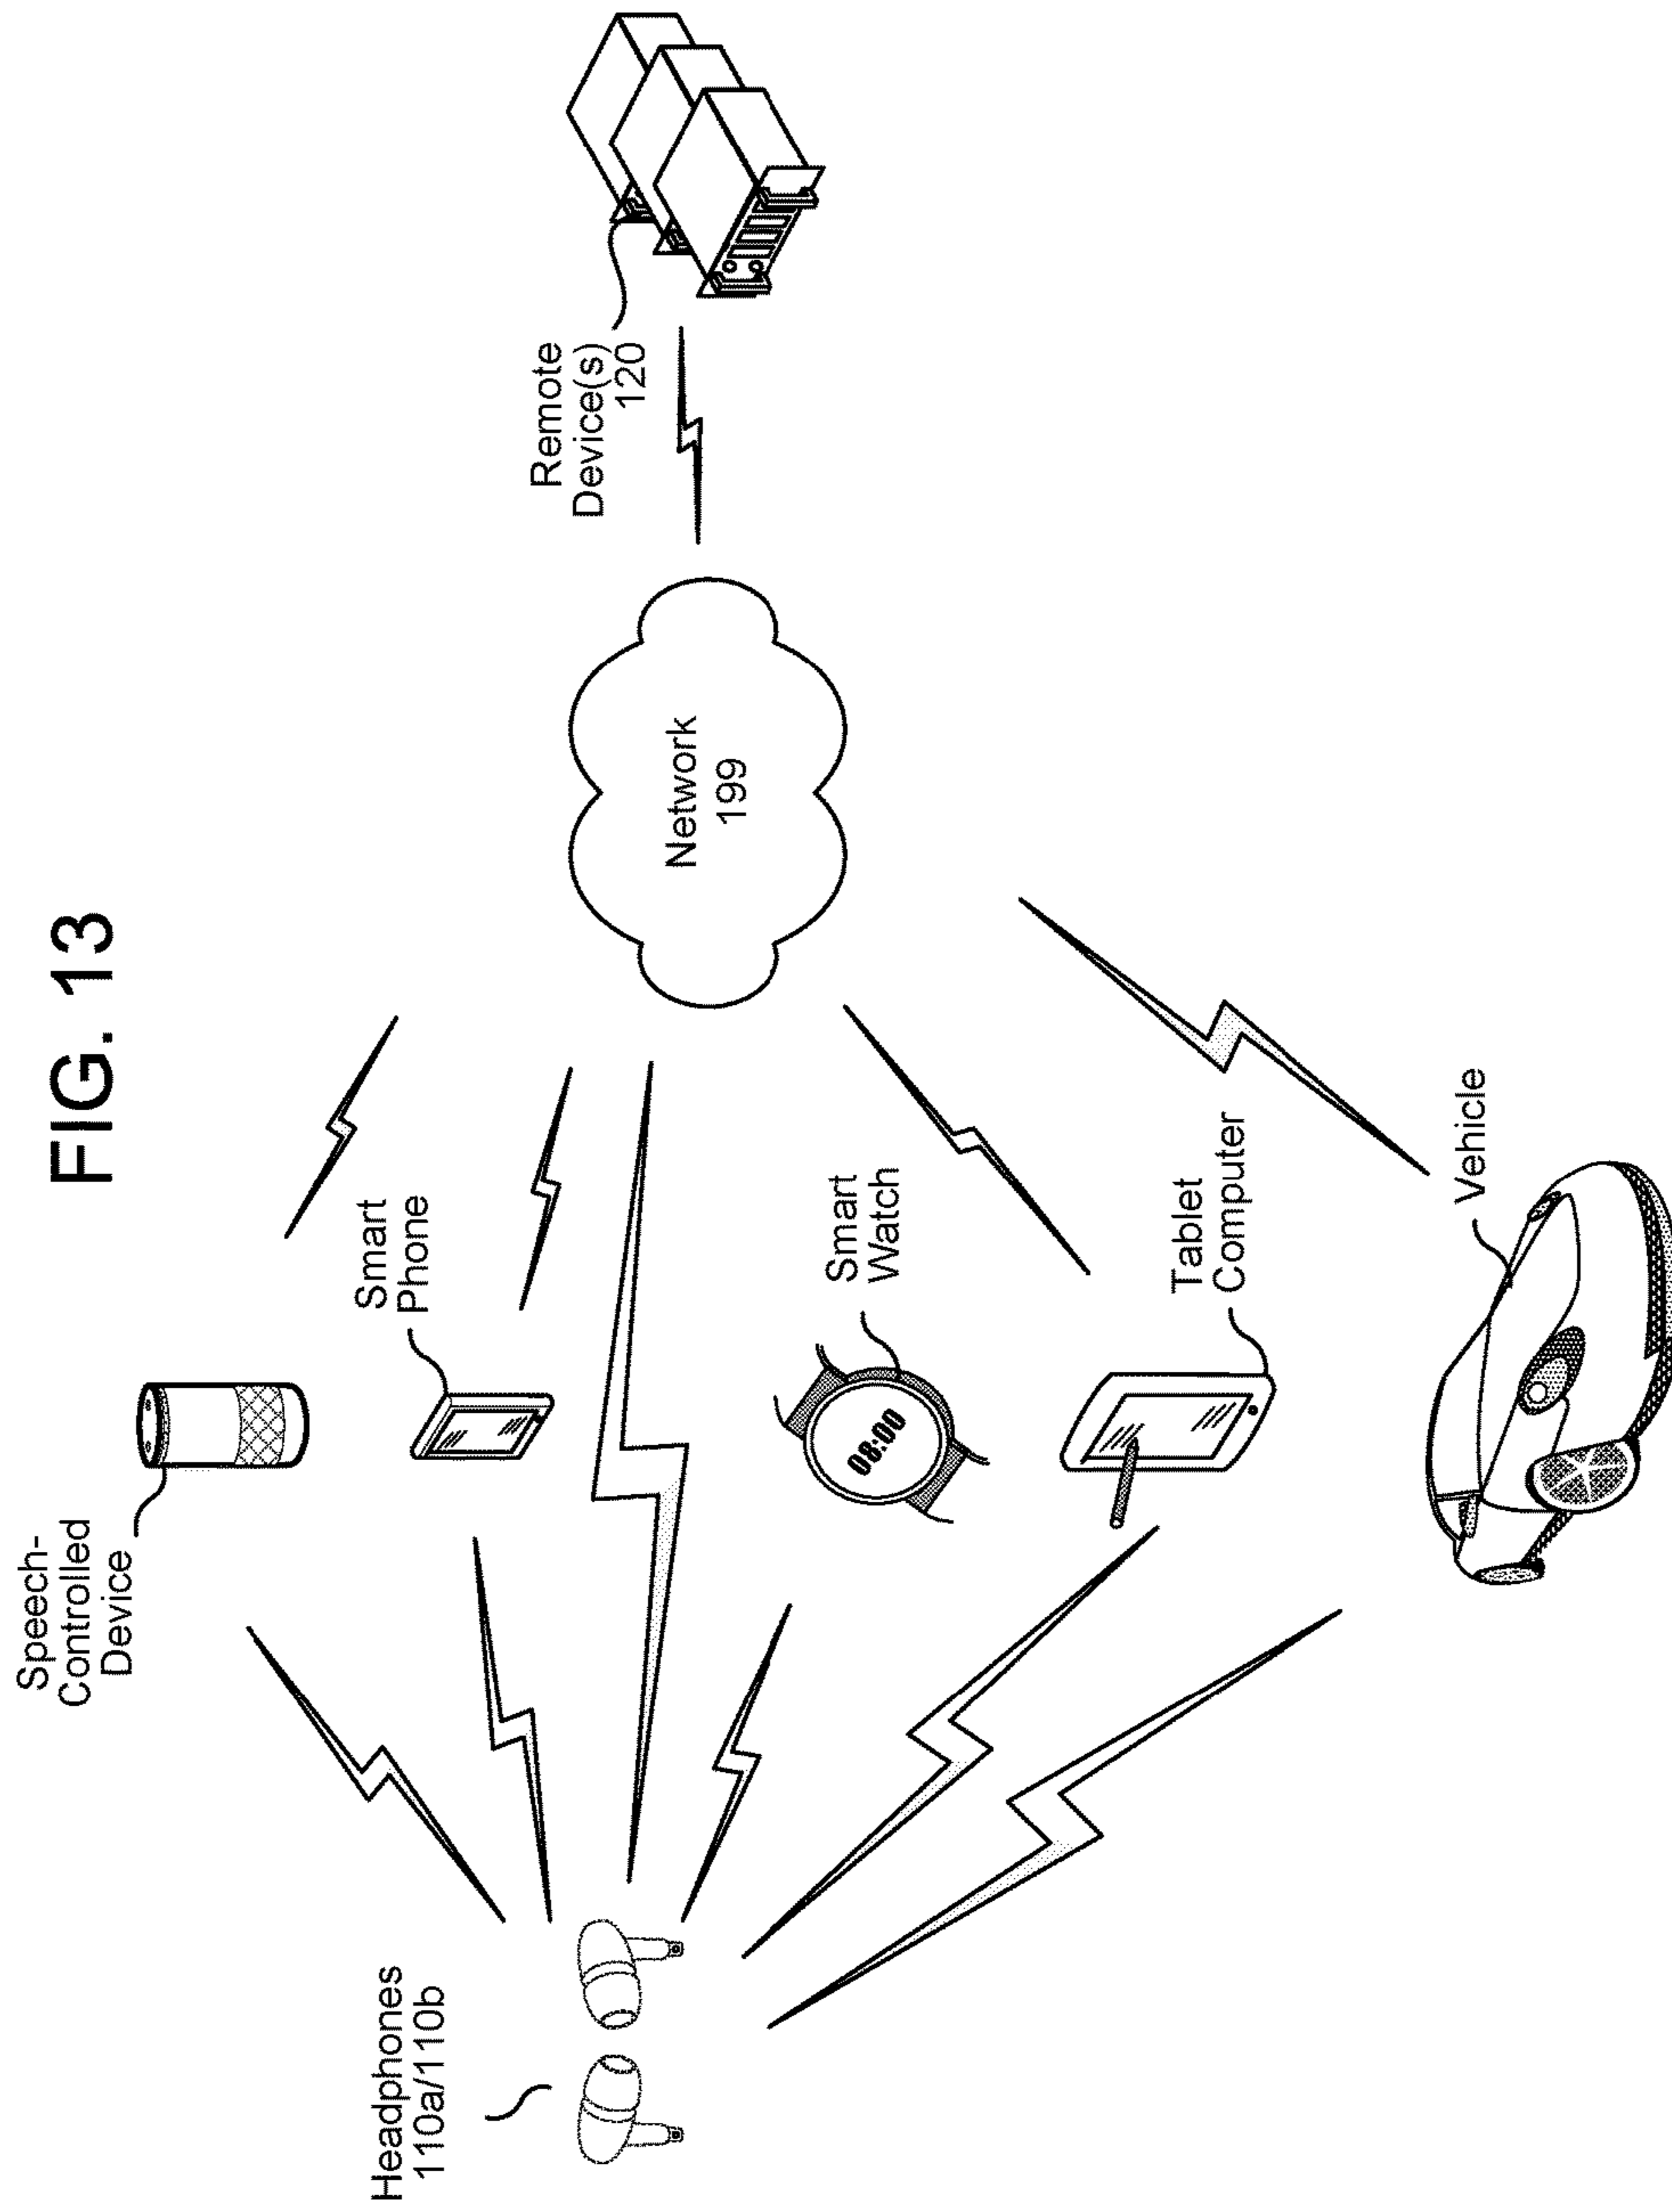 FIG. 13
Speech-
Controlled
Device
Smart
Phone
Headphones
110a/110b
Remote
Device(s)
120
Network
199
Smart
Watch
08:00
Tablet
Computer
Vehicle